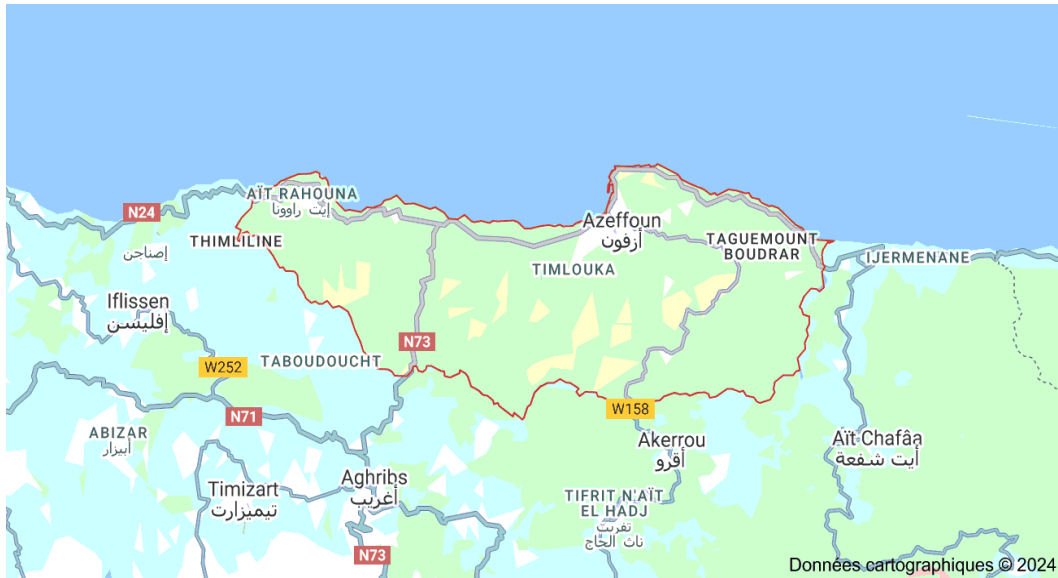 AÏT RAHOUNA
إيت راوونا
N24
Azeffoun
أزفون
THIMLILINE
TAGUEMOUNT
BOUDRAR
إصناجن
TIMLOUKA
IJERMENANE
Iflissen
إفليسن
N73
TABOUDOUCHT
W252
W158
N71
ABIZAR
أبيزار
Akerrou
أقرو
Aït Chafâa
أيت شفعة
Aghribs
أغريب
Timizart
تيميزارت
TIFRIT N'AÏT
EL HADJ
تفريت
ناث الحاج
N73
Données cartographiques © 2024